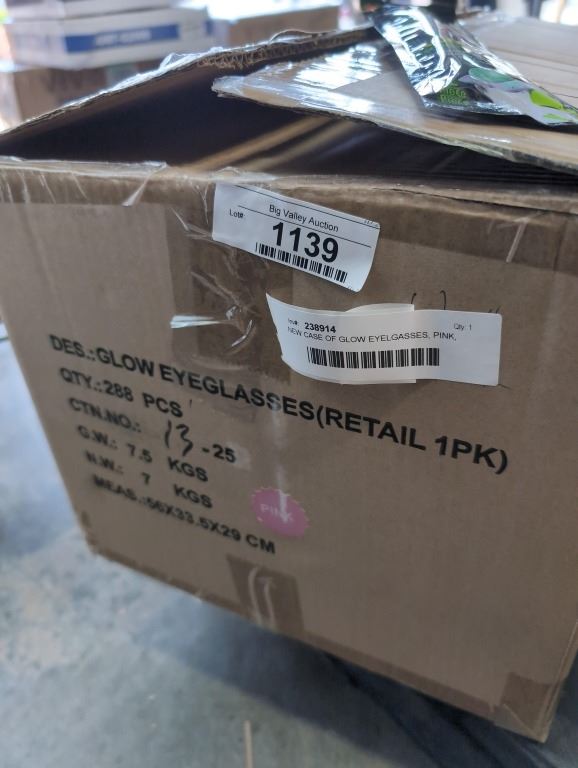 Big Valley Auction
Lot#:
1139
238914
Qty: 1
NEW CASE OF GLOW EYELGASSES, PINK,
DES.:GLOW EYEGLASSES(RETAIL 1PK)
QTY.:288 PCS
CTN.NO.: 13-25
G.W.: 7.5 KGS
N.W.: 7 KGS
MEAS.:56X33.5X29 CM
PINK